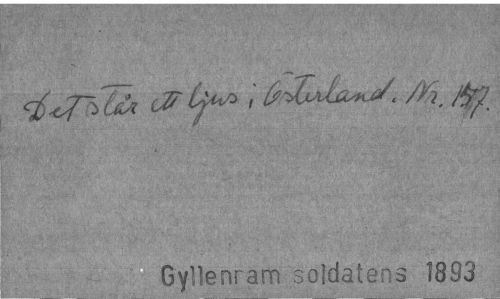 Det står ett ljus i Österland. Nr. 157.
Gyllenram soldatens 1893